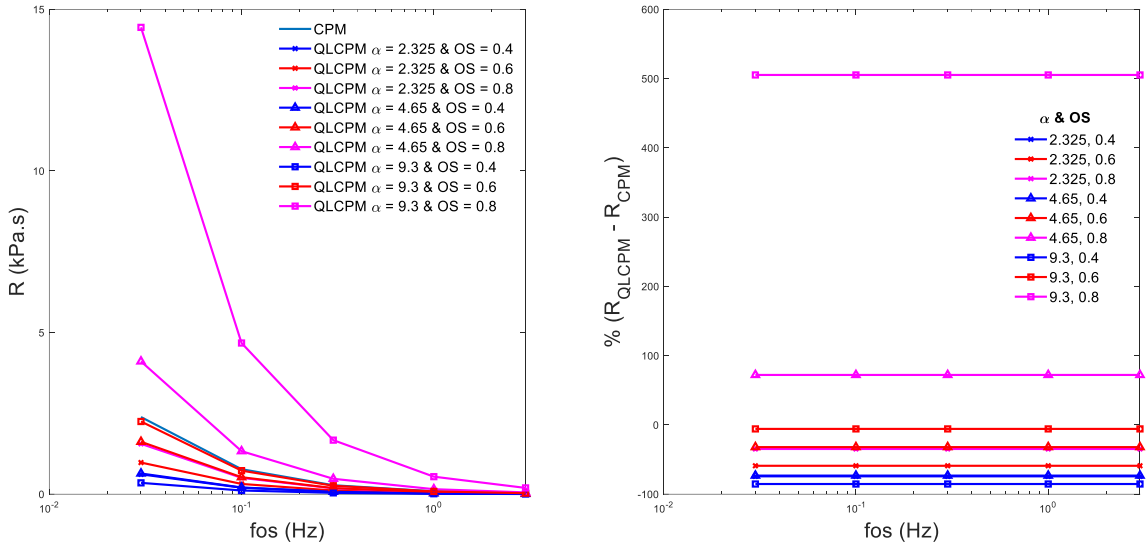 15
10
5
0
10-2
10-1
100
R (kPa.s)
fos (Hz)
CPM
QLCPM α = 2.325 & OS = 0.4
QLCPM α = 2.325 & OS = 0.6
QLCPM α = 2.325 & OS = 0.8
QLCPM α = 4.65 & OS = 0.4
QLCPM α = 4.65 & OS = 0.6
QLCPM α = 4.65 & OS = 0.8
QLCPM α = 9.3 & OS = 0.4
QLCPM α = 9.3 & OS = 0.6
QLCPM α = 9.3 & OS = 0.8
600
500
400
300
200
100
0
-100
10-2
10-1
100
% (RQLCPM - RCPM)
fos (Hz)
α & OS
2.325, 0.4
2.325, 0.6
2.325, 0.8
4.65, 0.4
4.65, 0.6
4.65, 0.8
9.3, 0.4
9.3, 0.6
9.3, 0.8